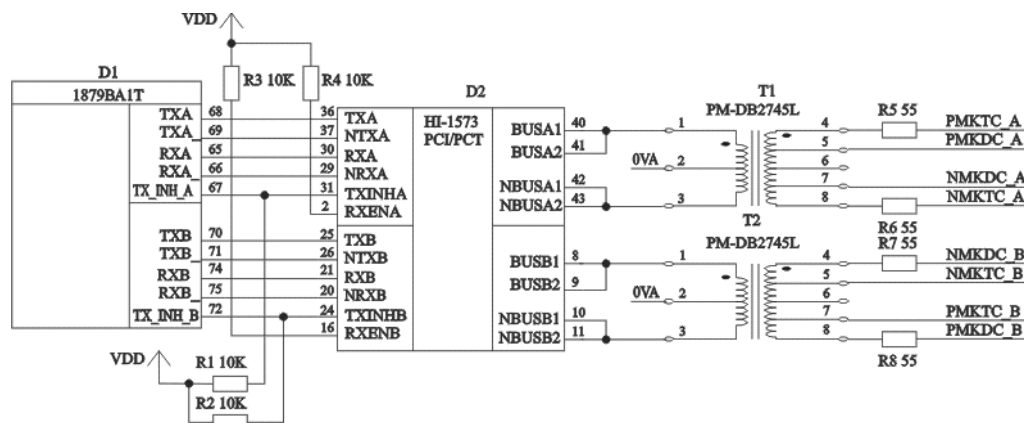 VDD
D1
R3 10K
R4 10K
D2
T1
1879BA1T
PM-DB2745L
TXA 68 36 TXA
HI-1573
PCI/PCT
BUSA1 40 1 4 R5 55 PMKTC_A
TXA_ 69 37 NTXA
BUSA2 41 5 PMKDC_A
RXA 65 30 RXA
0VA 2 6
RXA_ 66 29 NRXA
NBUSA1 42 7 NMKDC_A
TX_INH_A 67 31 TXINHA
NBUSA2 43 3 8 NMKTC_A
2 RXENA
R6 55
T2
R7 55
PM-DB2745L
TXB 70 25 TXB
TXB_ 71 26 NTXB
BUSB1 8 1 4 NMKDC_B
RXB 74 21 RXB
BUSB2 9 5 NMKTC_B
RXB_ 75 20 NRXB
0VA 2 6
TX_INH_B 72 24 TXINHB
NBUSB1 10 7 PMKTC_B
16 RXENB
NBUSB2 11 3 8 PMKDC_B
R8 55
VDD
R1 10K
R2 10K